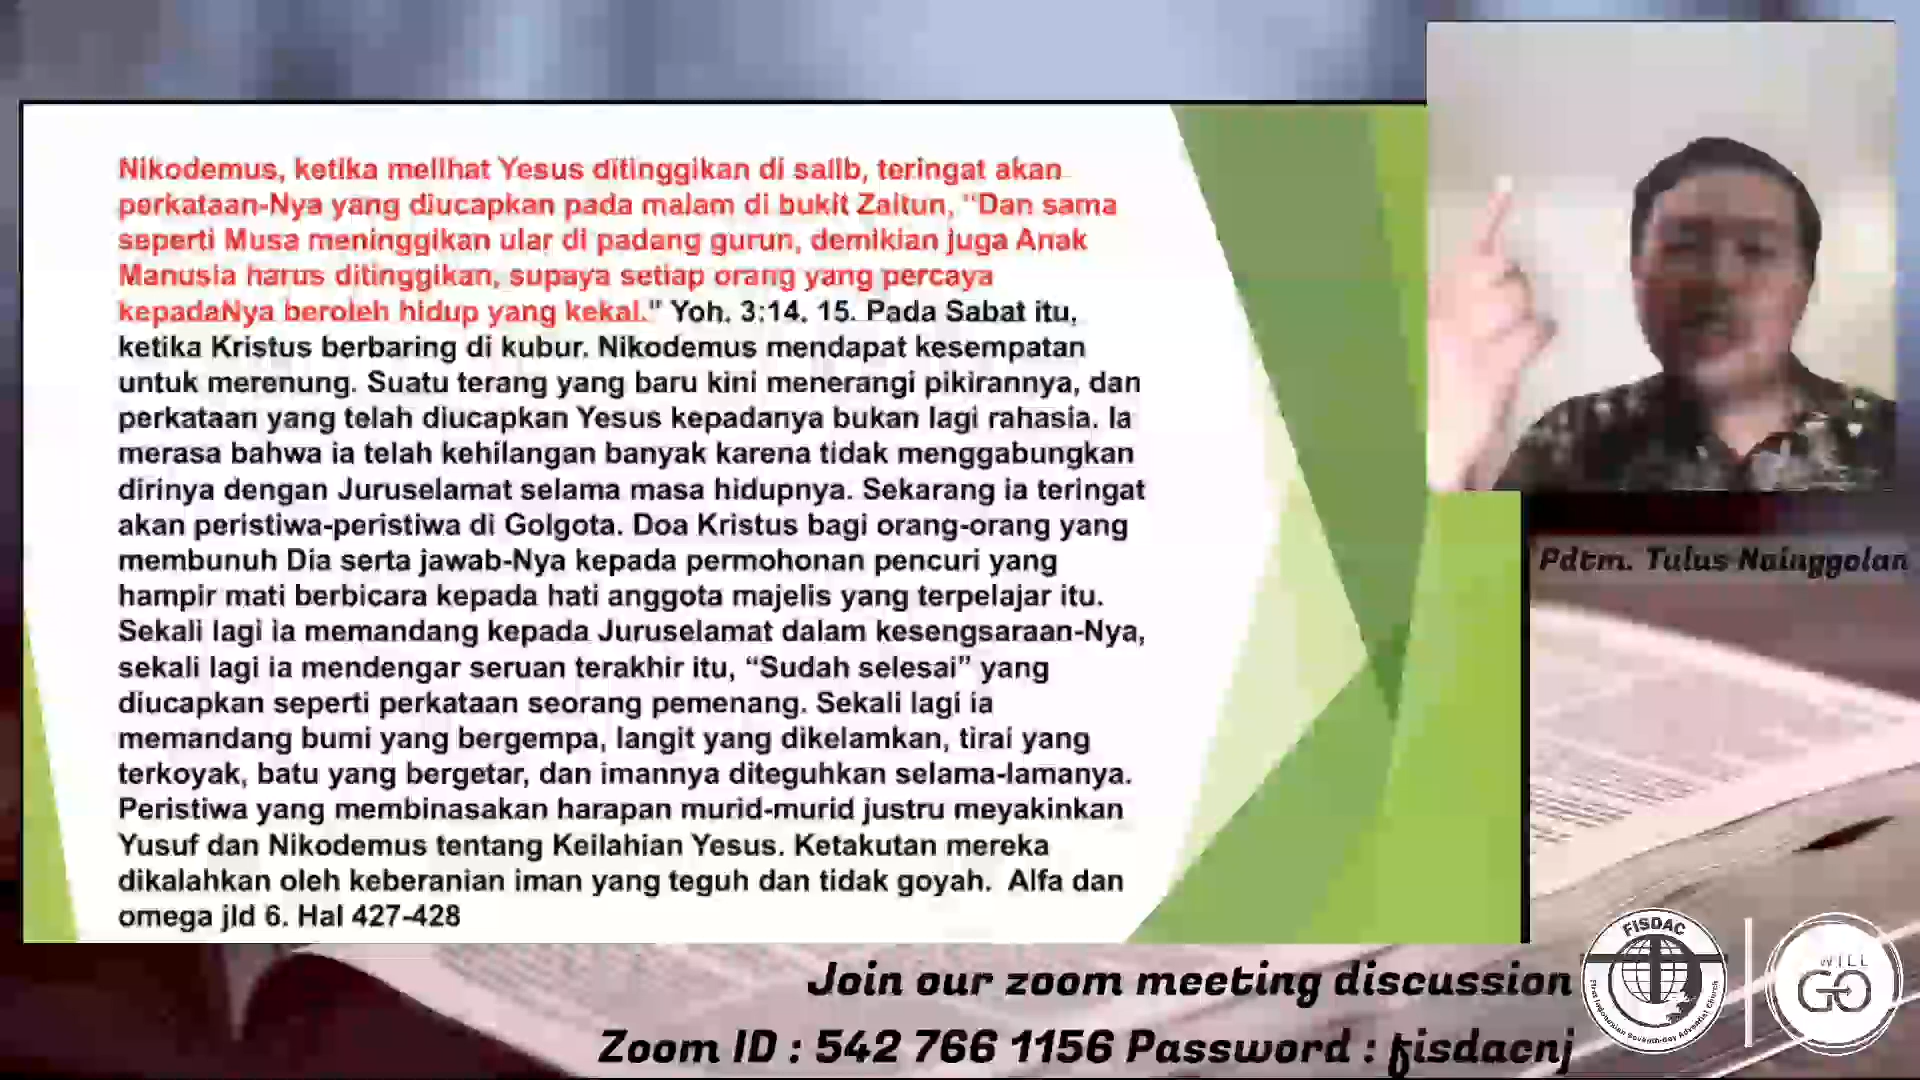 Nikodemus, ketika melihat Yesus ditinggikan di salib, teringat akan
perkataan-Nya yang diucapkan pada malam di bukit Zaitun, "Dan sama
seperti Musa meninggikan ular di padang gurun, demikian juga Anak
Manusia harus ditinggikan, supaya setiap orang yang percaya
kepadaNya beroleh hidup yang kekal." Yoh. 3:14, 15. Pada Sabat itu,
ketika Kristus berbaring di kubur. Nikodemus mendapat kesempatan
untuk merenung. Suatu terang yang baru kini menerangi pikirannya, dan
perkataan yang telah diucapkan Yesus kepadanya bukan lagi rahasia. Ia
merasa bahwa ia telah kehilangan banyak karena tidak menggabungkan
dirinya dengan Juruselamat selama masa hidupnya. Sekarang ia teringat
akan peristiwa-peristiwa di Golgota. Doa Kristus bagi orang-orang yang
membunuh Dia serta jawab-Nya kepada permohonan pencuri yang
hampir mati berbicara kepada hati anggota majelis yang terpelajar itu.
Sekali lagi ia memandang kepada Juruselamat dalam kesengsaraan-Nya,
sekali lagi ia mendengar seruan terakhir itu, “Sudah selesai” yang
diucapkan seperti perkataan seorang pemenang. Sekali lagi ia
memandang bumi yang bergempa, langit yang dikelamkan, tirai yang
terkoyak, batu yang bergetar, dan imannya diteguhkan selama-lamanya.
Peristiwa yang membinasakan harapan murid-murid justru meyakinkan
Yusuf dan Nikodemus tentang Keilahian Yesus. Ketakutan mereka
dikalahkan oleh keberanian iman yang teguh dan tidak goyah. Alfa dan
omega jld 6. Hal 427-428
Pdtm. Tulus Nainggolan
Join our zoom meeting discussion
Zoom ID : 542 766 1156 Password : fisdacnj
FISDAC
First Indonesian Seventh-day Adventist Church
WILL
GO